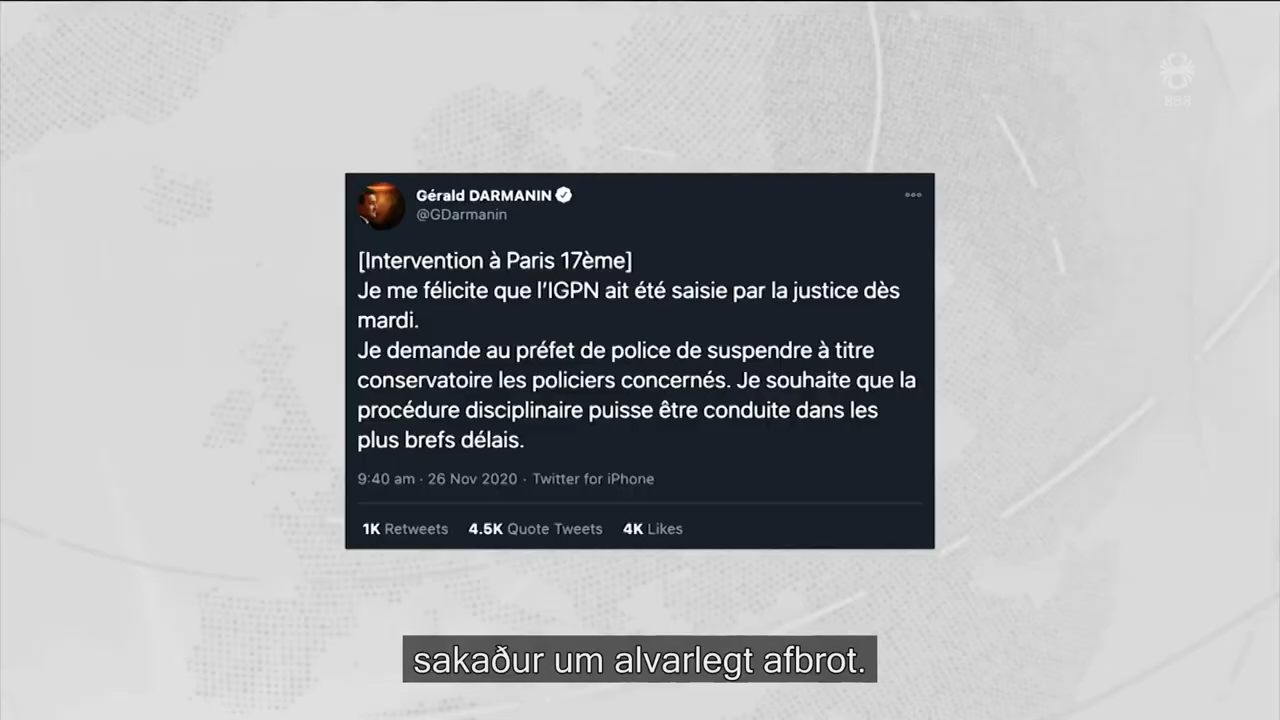 888
Gérald DARMANIN
@GDarmanin
[Intervention à Paris 17ème]
Je me félicite que l'IGPN ait été saisie par la justice dès
mardi.
Je demande au préfet de police de suspendre à titre
conservatoire les policiers concernés. Je souhaite que la
procédure disciplinaire puisse être conduite dans les
plus brefs délais.
9:40 am · 26 Nov 2020 · Twitter for iPhone
1K Retweets 4.5K Quote Tweets 4K Likes
sakaður um alvarlegt afbrot.